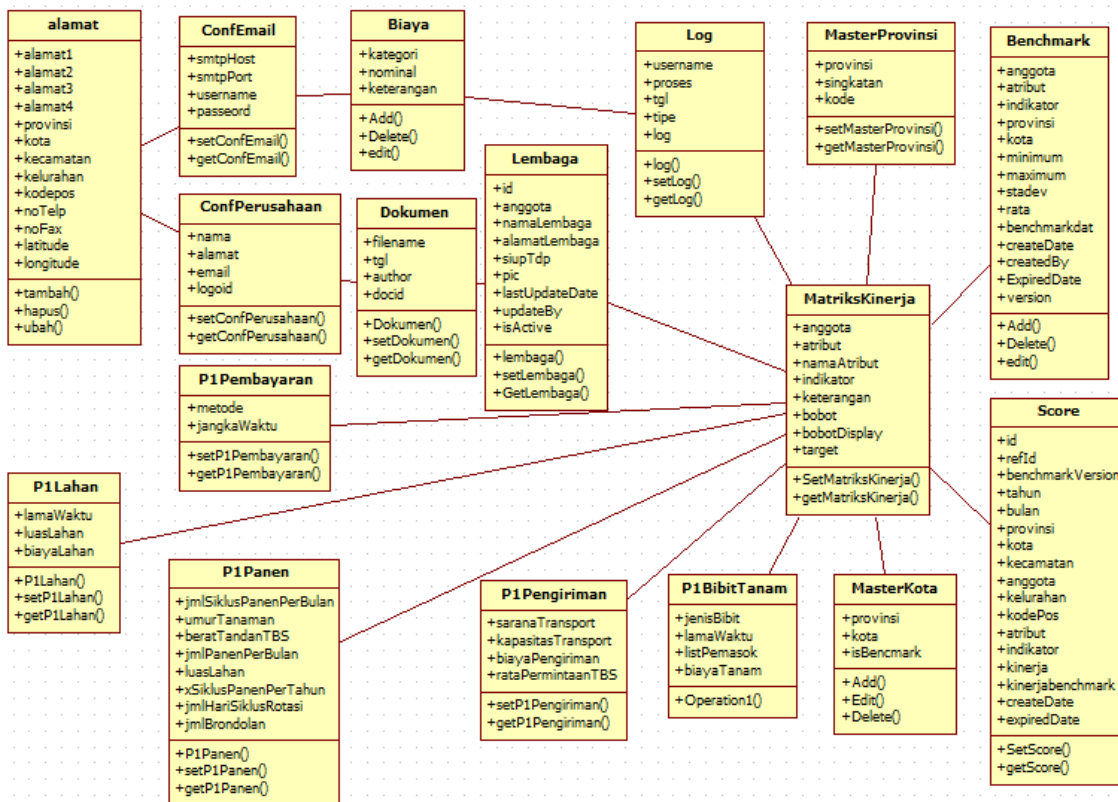 alamat
+alamat1
+alamat2
+alamat3
+alamat4
+provinsi
+kota
+kecamatan
+kelurahan
+kodepos
+noTelp
+noFax
+latitude
+longitude
+tambah()
+hapus()
+ubah()
ConfEmail
+smtpHost
+smtpPort
+username
+passeord
+setConfEmail()
+getConfEmail()
Biaya
+kategori
+nominal
+keterangan
+Add()
+Delete()
+edit()
Log
+username
+proses
+tgl
+tipe
+log
+log()
+setLog()
+getLog()
MasterProvinsi
+provinsi
+singkatan
+kode
+setMasterProvinsi()
+getMasterProvinsi()
Benchmark
+anggota
+atribut
+indikator
+provinsi
+kota
+minimum
+maximum
+stadev
+rata
+benchmarkdat
+createDate
+createdBy
+ExpiredDate
+version
+Add()
+Delete()
+edit()
ConfPerusahaan
+nama
+alamat
+email
+logoid
+setConfPerusahaan()
+getConfPerusahaan()
Dokumen
+filename
+tgl
+author
+docid
+Dokumen()
+setDokumen()
+getDokumen()
Lembaga
+id
+anggota
+namaLembaga
+alamatLembaga
+siupTdp
+pic
+lastUpdateDate
+updateBy
+isActive
+lembaga()
+setLembaga()
+GetLembaga()
MatriksKinerja
+anggota
+atribut
+namaAtribut
+indikator
+keterangan
+bobot
+bobotDisplay
+target
+SetMatriksKinerja()
+getMatriksKinerja()
P1Pembayaran
+metode
+jangkaWaktu
+setP1Pembayaran()
+getP1Pembayaran()
Score
+id
+refId
+benchmarkVersion
+tahun
+bulan
+provinsi
+kota
+kecamatan
+anggota
+kelurahan
+kodePos
+atribut
+indikator
+kinerja
+kinerjabenchmark
+createDate
+expiredDate
+SetScore()
+getScore()
P1Lahan
+lamaWaktu
+luasLahan
+biayaLahan
+P1Lahan()
+setP1Lahan()
+getP1Lahan()
P1Panen
+jmlSiklusPanenPerBulan
+umurTanaman
+beratTandanTBS
+jmlPanenPerBulan
+luasLahan
+xSiklusPanenPerTahun
+jmlHariSiklusRotasi
+jmlBrondolan
+P1Panen()
+setP1Panen()
+getP1Panen()
P1Pengiriman
+saranaTransport
+kapasitasTransport
+biayaPengiriman
+rataPermintaanTBS
+setP1Pengiriman()
+getP1Pengiriman()
P1BibitTanam
+jenisBibit
+lamaWaktu
+listPemasok
+biayaTanam
+Operation1()
MasterKota
+provinsi
+kota
+isBencmark
+Add()
+Edit()
+Delete()